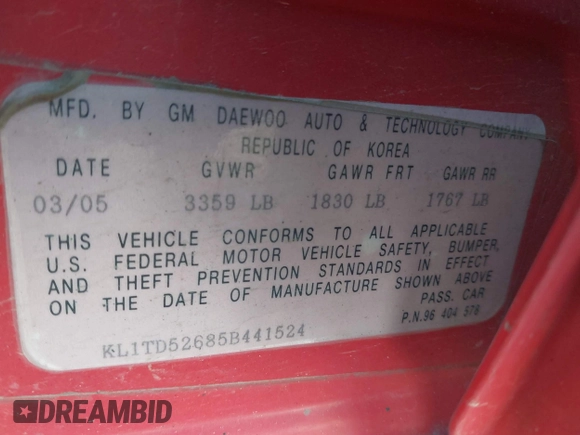 MFD. BY GM DAEWOO AUTO & TECHNOLOGY COMPANY
REPUBLIC OF KOREA
DATE GVWR GAWR FRT GAWR RR
03/05 3359 LB 1830 LB 1767 LB
THIS VEHICLE CONFORMS TO ALL APPLICABLE
U.S. FEDERAL MOTOR VEHICLE SAFETY, BUMPER,
AND THEFT PREVENTION STANDARDS IN EFFECT
ON THE DATE OF MANUFACTURE SHOWN ABOVE
PASS. CAR
P.N.96 404 578
KL1TD52685B441524
DREAMBID